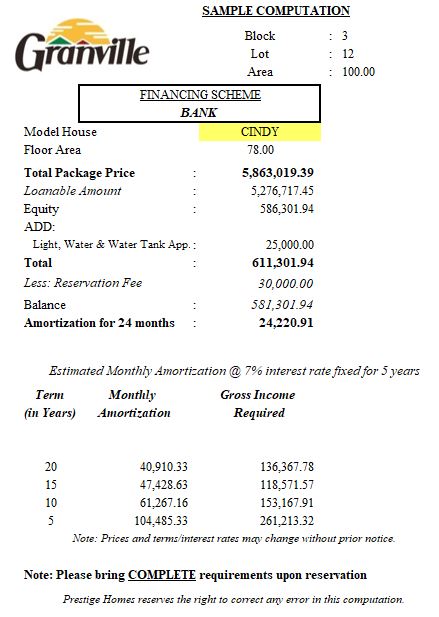 SAMPLE COMPUTATION
Granville
Block : 3
Lot : 12
Area : 100.00
FINANCING SCHEME
BANK
Model House CINDY
Floor Area 78.00
Total Package Price : 5,863,019.39
Loanable Amount : 5,276,717.45
Equity : 586,301.94
ADD:
Light, Water & Water Tank App. : 25,000.00
Total : 611,301.94
Less: Reservation Fee 30,000.00
Balance : 581,301.94
Amortization for 24 months : 24,220.91
Estimated Monthly Amortization @ 7% interest rate fixed for 5 years
Term Monthly Gross Income
(in Years) Amortization Required
20 40,910.33 136,367.78
15 47,428.63 118,571.57
10 61,267.16 153,167.91
5 104,485.33 261,213.32
Note: Prices and terms/interest rates may change without prior notice.
Note: Please bring COMPLETE requirements upon reservation
Prestige Homes reserves the right to correct any error in this computation.